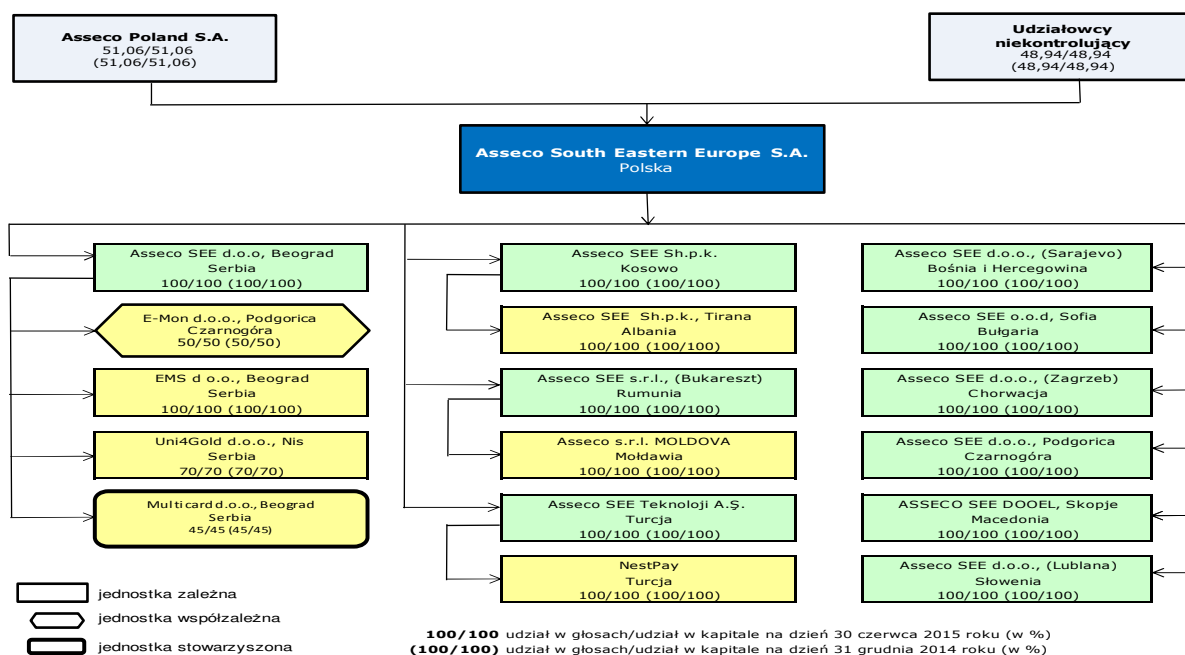 Asseco Poland S.A.
51,06/51,06
(51,06/51,06)
Udziałowcy
niekontrolujący
48,94/48,94
(48,94/48,94)
Asseco South Eastern Europe S.A.
Polska
Asseco SEE d.o.o, Beograd
Serbia
100/100 (100/100)
E-Mon d.o.o., Podgorica
Czarnogóra
50/50 (50/50)
EMS d o.o., Beograd
Serbia
100/100 (100/100)
Uni4Gold d.o.o., Nis
Serbia
70/70 (70/70)
Multicard d.o.o., Beograd
Serbia
45/45 (45/45)
Asseco SEE Sh.p.k.
Kosowo
100/100 (100/100)
Asseco SEE Sh.p.k., Tirana
Albania
100/100 (100/100)
Asseco SEE s.r.l., (Bukareszt)
Rumunia
100/100 (100/100)
Asseco s.r.l. MOLDOVA
Mołdawia
100/100 (100/100)
Asseco SEE Teknoloji A.Ş.
Turcja
100/100 (100/100)
NestPay
Turcja
100/100 (100/100)
Asseco SEE d.o.o., (Sarajevo)
Bośnia i Hercegowina
100/100 (100/100)
Asseco SEE o.o.d, Sofia
Bułgaria
100/100 (100/100)
Asseco SEE d.o.o., (Zagrzeb)
Chorwacja
100/100 (100/100)
Asseco SEE d.o.o., Podgorica
Czarnogóra
100/100 (100/100)
ASSECO SEE DOOEL, Skopje
Macedonia
100/100 (100/100)
Asseco SEE d.o.o., (Lublana)
Słowenia
100/100 (100/100)
jednostka zależna
jednostka współzależna
jednostka stowarzyszona
100/100 udział w głosach/udział w kapitale na dzień 30 czerwca 2015 roku (w %)
(100/100) udział w głosach/udział w kapitale na dzień 31 grudnia 2014 roku (w %)